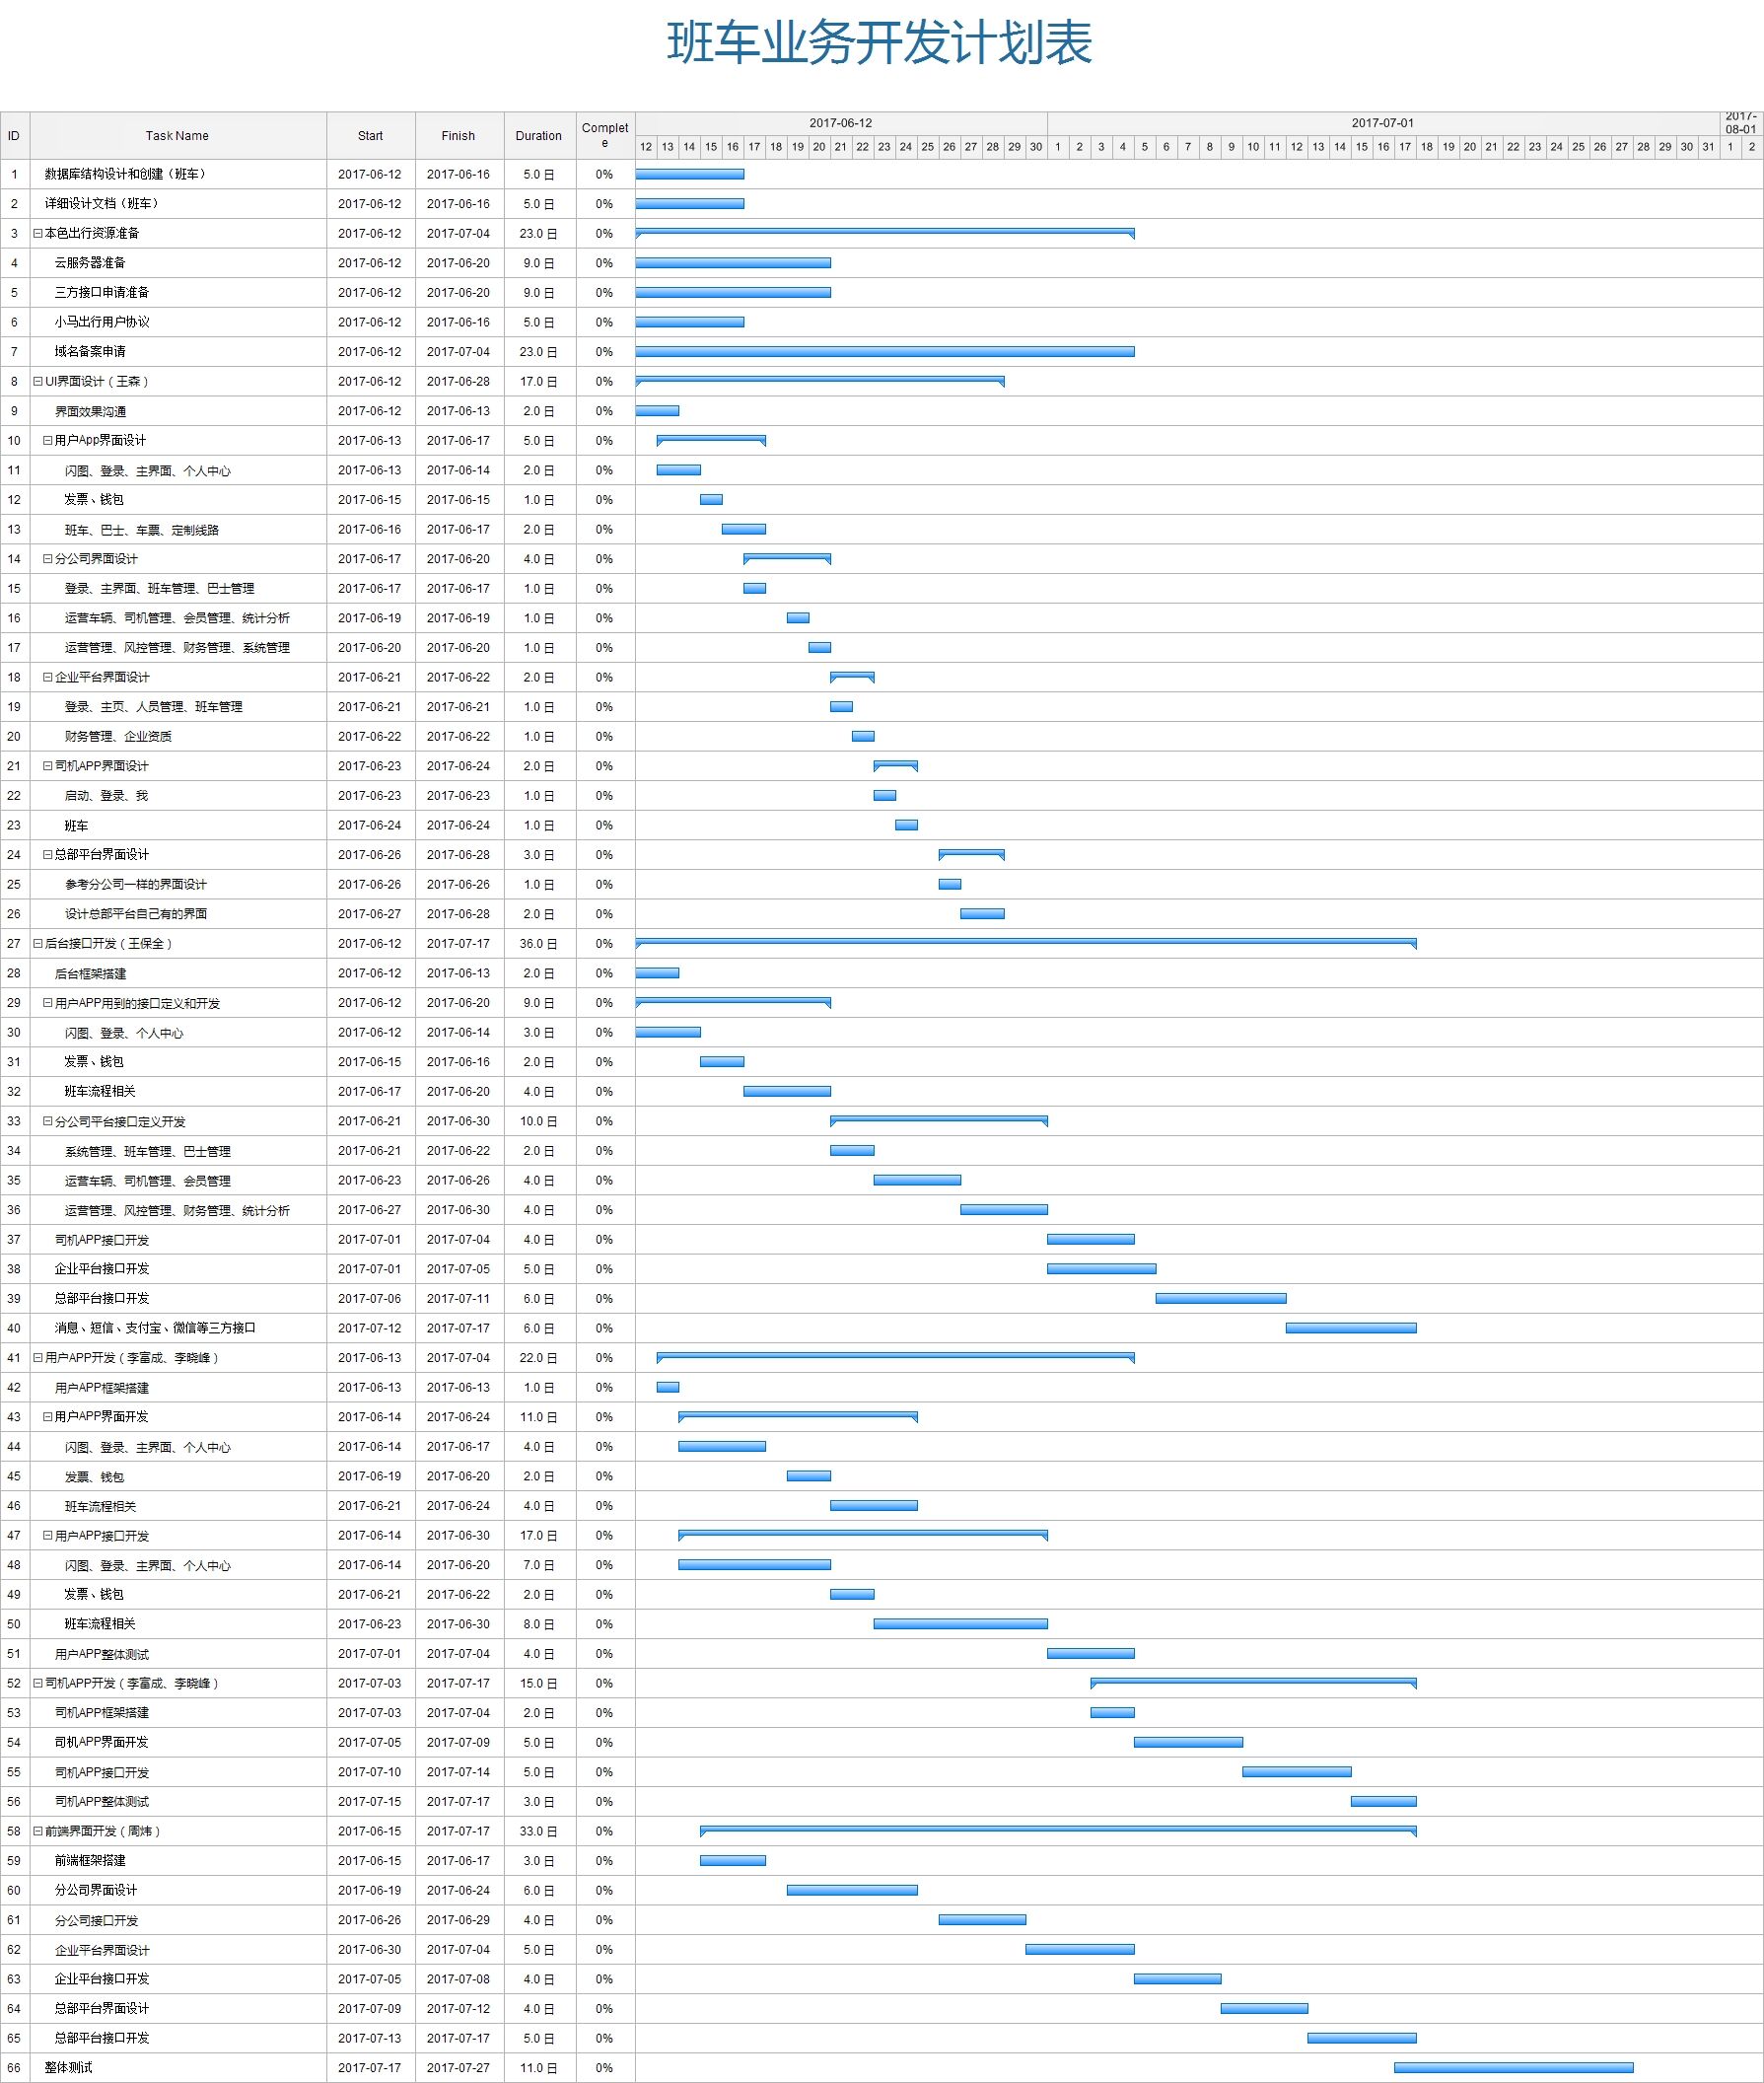 班车业务开发计划表
ID Task Name Start Finish Duration Complete 2017-06-12 2017-07-01 2017-08-01
12 13 14 15 16 17 18 19 20 21 22 23 24 25 26 27 28 29 30 1 2 3 4 5 6 7 8 9 10 11 12 13 14 15 16 17 18 19 20 21 22 23 24 25 26 27 28 29 30 31 1 2
1 数据库结构设计和创建（班车） 2017-06-12 2017-06-16 5.0 日 0%
2 详细设计文档（班车） 2017-06-12 2017-06-16 5.0 日 0%
3 本色出行资源准备 2017-06-12 2017-07-04 23.0 日 0%
4 云服务器准备 2017-06-12 2017-06-20 9.0 日 0%
5 三方接口申请准备 2017-06-12 2017-06-20 9.0 日 0%
6 小马出行用户协议 2017-06-12 2017-06-16 5.0 日 0%
7 域名备案申请 2017-06-12 2017-07-04 23.0 日 0%
8 UI界面设计（王森） 2017-06-12 2017-06-28 17.0 日 0%
9 界面效果沟通 2017-06-12 2017-06-13 2.0 日 0%
10 用户App界面设计 2017-06-13 2017-06-17 5.0 日 0%
11 闪图、登录、主界面、个人中心 2017-06-13 2017-06-14 2.0 日 0%
12 发票、钱包 2017-06-15 2017-06-15 1.0 日 0%
13 班车、巴士、车票、定制线路 2017-06-16 2017-06-17 2.0 日 0%
14 分公司界面设计 2017-06-17 2017-06-20 4.0 日 0%
15 登录、主界面、班车管理、巴士管理 2017-06-17 2017-06-17 1.0 日 0%
16 运营车辆、司机管理、会员管理、统计分析 2017-06-19 2017-06-19 1.0 日 0%
17 运营管理、风控管理、财务管理、系统管理 2017-06-20 2017-06-20 1.0 日 0%
18 企业平台界面设计 2017-06-21 2017-06-22 2.0 日 0%
19 登录、主页、人员管理、班车管理 2017-06-21 2017-06-21 1.0 日 0%
20 财务管理、企业资质 2017-06-22 2017-06-22 1.0 日 0%
21 司机APP界面设计 2017-06-23 2017-06-24 2.0 日 0%
22 启动、登录、我 2017-06-23 2017-06-23 1.0 日 0%
23 班车 2017-06-24 2017-06-24 1.0 日 0%
24 总部平台界面设计 2017-06-26 2017-06-28 3.0 日 0%
25 参考分公司一样的界面设计 2017-06-26 2017-06-26 1.0 日 0%
26 设计总部平台自己有的界面 2017-06-27 2017-06-28 2.0 日 0%
27 后台接口开发（王保全） 2017-06-12 2017-07-17 36.0 日 0%
28 后台框架搭建 2017-06-12 2017-06-13 2.0 日 0%
29 用户APP用到的接口定义和开发 2017-06-12 2017-06-20 9.0 日 0%
30 闪图、登录、个人中心 2017-06-12 2017-06-14 3.0 日 0%
31 发票、钱包 2017-06-15 2017-06-16 2.0 日 0%
32 班车流程相关 2017-06-17 2017-06-20 4.0 日 0%
33 分公司平台接口定义开发 2017-06-21 2017-06-30 10.0 日 0%
34 系统管理、班车管理、巴士管理 2017-06-21 2017-06-22 2.0 日 0%
35 运营车辆、司机管理、会员管理 2017-06-23 2017-06-26 4.0 日 0%
36 运营管理、风控管理、财务管理、统计分析 2017-06-27 2017-06-30 4.0 日 0%
37 司机APP接口开发 2017-07-01 2017-07-04 4.0 日 0%
38 企业平台接口开发 2017-07-01 2017-07-05 5.0 日 0%
39 总部平台接口开发 2017-07-06 2017-07-11 6.0 日 0%
40 消息、短信、支付宝、微信等三方接口 2017-07-12 2017-07-17 6.0 日 0%
41 用户APP开发（李富成、李晓峰） 2017-06-13 2017-07-04 22.0 日 0%
42 用户APP框架搭建 2017-06-13 2017-06-13 1.0 日 0%
43 用户APP界面开发 2017-06-14 2017-06-24 11.0 日 0%
44 闪图、登录、主界面、个人中心 2017-06-14 2017-06-17 4.0 日 0%
45 发票、钱包 2017-06-19 2017-06-20 2.0 日 0%
46 班车流程相关 2017-06-21 2017-06-24 4.0 日 0%
47 用户APP接口开发 2017-06-14 2017-06-30 17.0 日 0%
48 闪图、登录、主界面、个人中心 2017-06-14 2017-06-20 7.0 日 0%
49 发票、钱包 2017-06-21 2017-06-22 2.0 日 0%
50 班车流程相关 2017-06-23 2017-06-30 8.0 日 0%
51 用户APP整体测试 2017-07-01 2017-07-04 4.0 日 0%
52 司机APP开发（李富成、李晓峰） 2017-07-03 2017-07-17 15.0 日 0%
53 司机APP框架搭建 2017-07-03 2017-07-04 2.0 日 0%
54 司机APP界面开发 2017-07-05 2017-07-09 5.0 日 0%
55 司机APP接口开发 2017-07-10 2017-07-14 5.0 日 0%
56 司机APP整体测试 2017-07-15 2017-07-17 3.0 日 0%
58 前端界面开发（周炜） 2017-06-15 2017-07-17 33.0 日 0%
59 前端框架搭建 2017-06-15 2017-06-17 3.0 日 0%
60 分公司界面设计 2017-06-19 2017-06-24 6.0 日 0%
61 分公司接口开发 2017-06-26 2017-06-29 4.0 日 0%
62 企业平台界面设计 2017-06-30 2017-07-04 5.0 日 0%
63 企业平台接口开发 2017-07-05 2017-07-08 4.0 日 0%
64 总部平台界面设计 2017-07-09 2017-07-12 4.0 日 0%
65 总部平台接口开发 2017-07-13 2017-07-17 5.0 日 0%
66 整体测试 2017-07-17 2017-07-27 11.0 日 0%